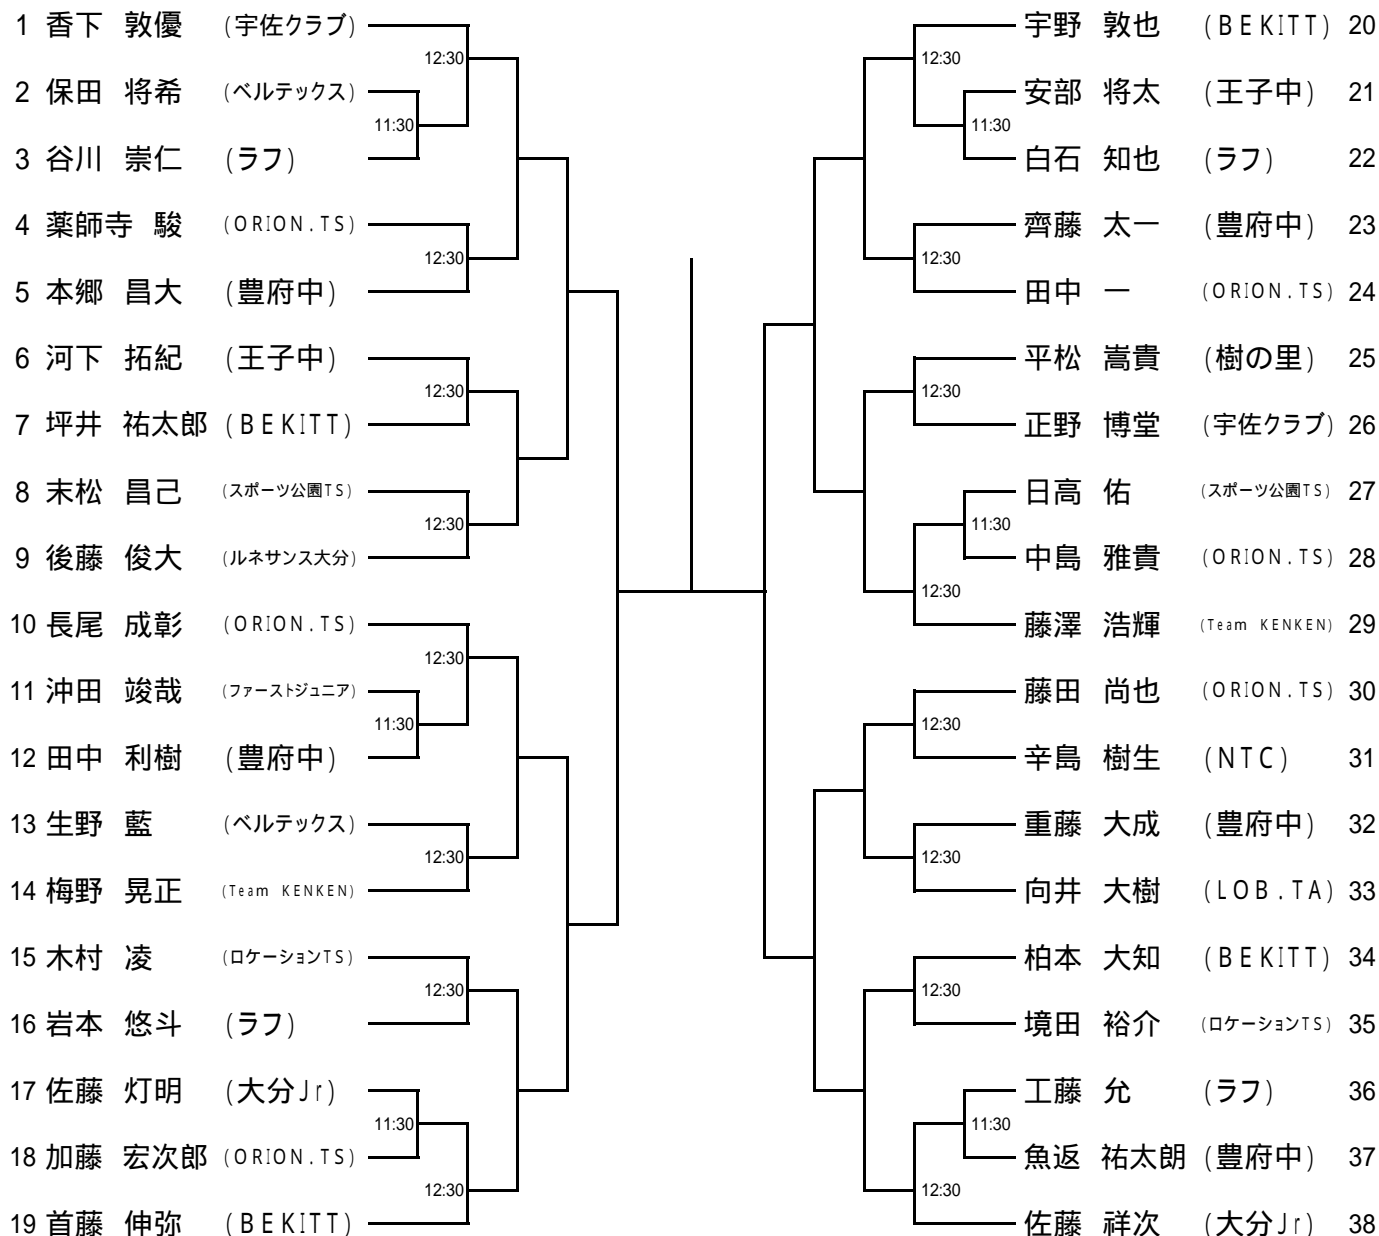 1 香下 敦優 (宇佐クラブ)
12:30
2 保田 将希 (ベルテックス)
11:30
3 谷川 崇仁 (ラフ)
4 薬師寺 駿 (ORION.TS)
12:30
5 本郷 昌大 (豊府中)
6 河下 拓紀 (王子中)
12:30
7 坪井 祐太郎 (BEKITT)
8 末松 昌己 (スポーツ公園TS)
12:30
9 後藤 俊大 (ルネサンス大分)
10 長尾 成彰 (ORION.TS)
12:30
11 沖田 竣哉 (ファーストジュニア)
11:30
12 田中 利樹 (豊府中)
13 生野 藍 (ベルテックス)
12:30
14 梅野 晃正 (Team KENKEN)
15 木村 凌 (ロケーションTS)
12:30
16 岩本 悠斗 (ラフ)
17 佐藤 灯明 (大分Jr)
11:30
18 加藤 宏次郎 (ORION.TS)
12:30
19 首藤 伸弥 (BEKITT)
宇野 敦也 (BEKITT) 20
12:30
安部 将太 (王子中) 21
11:30
白石 知也 (ラフ) 22
齊藤 太一 (豊府中) 23
12:30
田中 一 (ORION.TS) 24
平松 嵩貴 (樹の里) 25
12:30
正野 博堂 (宇佐クラブ) 26
日高 佑 (スポーツ公園TS) 27
11:30
中島 雅貴 (ORION.TS) 28
12:30
藤澤 浩輝 (Team KENKEN) 29
藤田 尚也 (ORION.TS) 30
12:30
辛島 樹生 (NTC) 31
重藤 大成 (豊府中) 32
12:30
向井 大樹 (LOB.TA) 33
柏本 大知 (BEKITT) 34
12:30
境田 裕介 (ロケーションTS) 35
工藤 允 (ラフ) 36
11:30
魚返 祐太朗 (豊府中) 37
12:30
佐藤 祥次 (大分Jr) 38